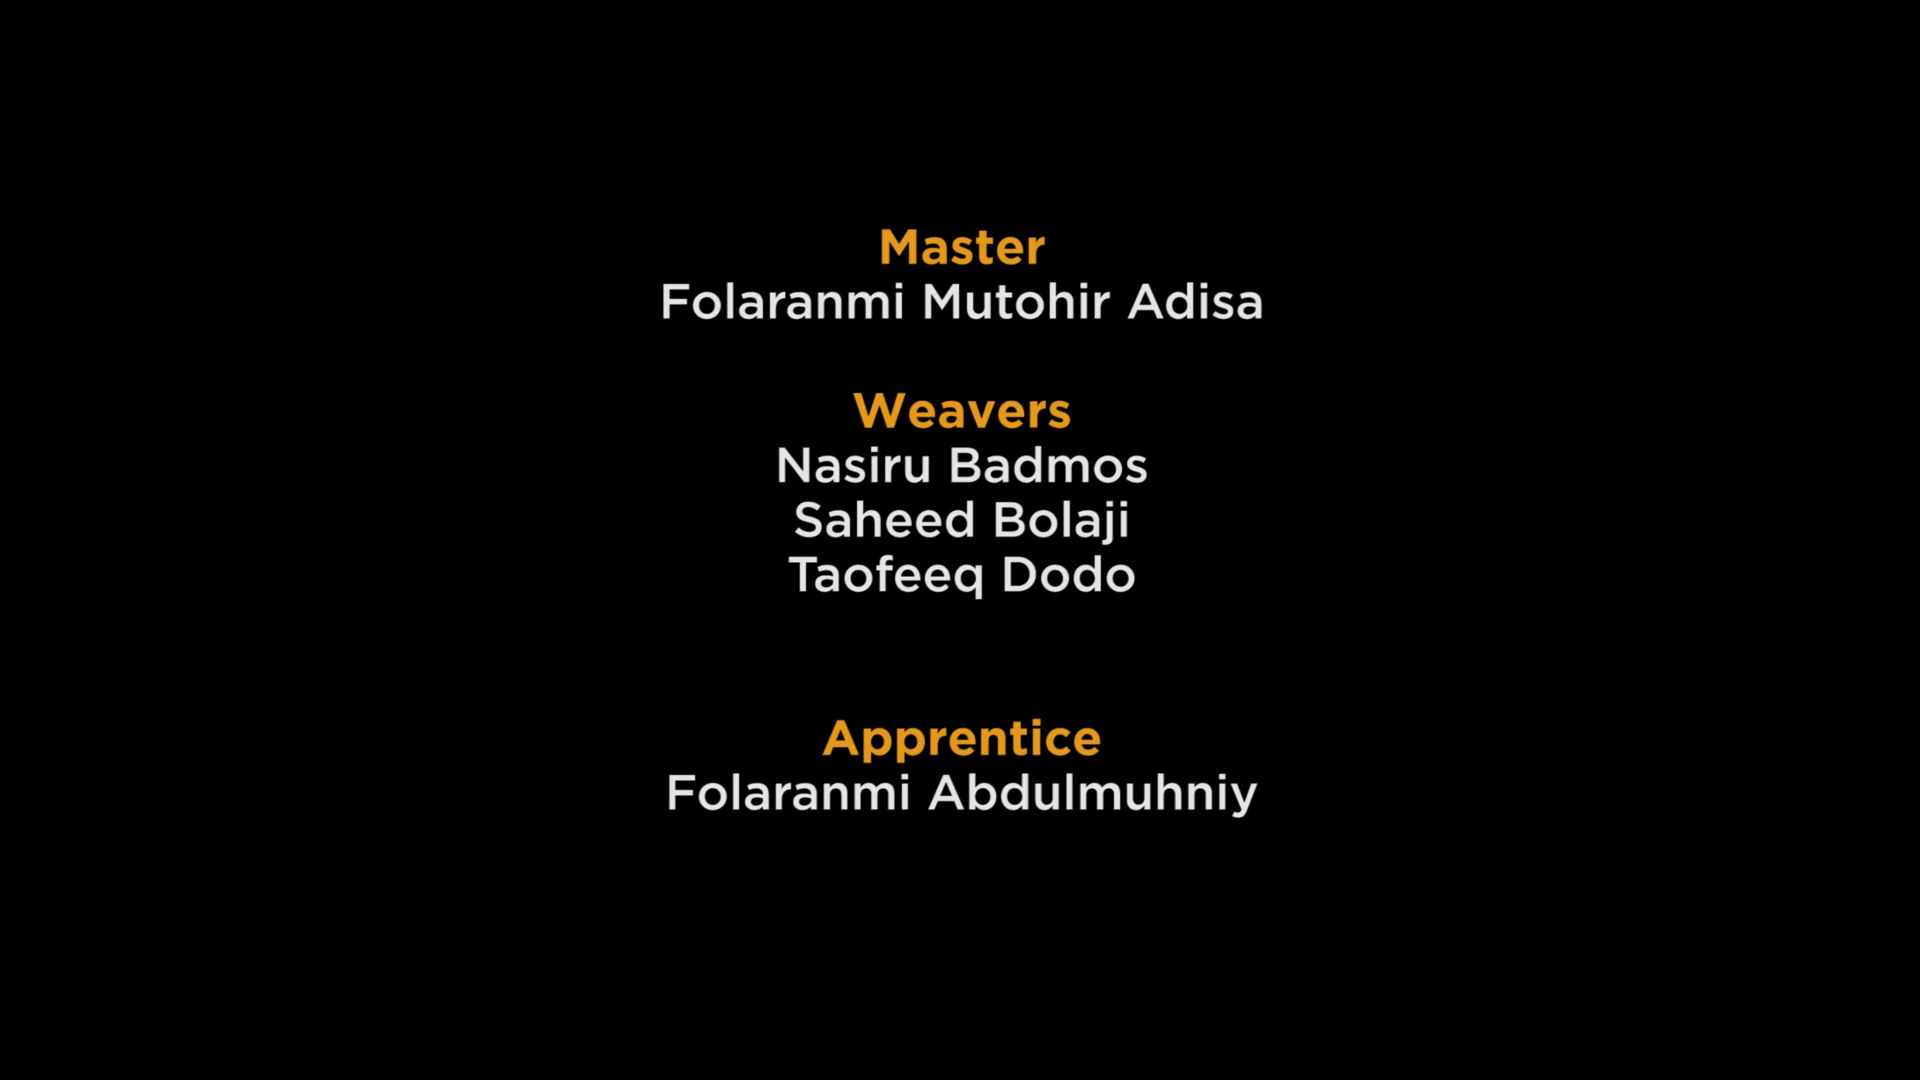 Master
Folaranmi Mutohir Adisa
Weavers
Nasiru Badmos
Saheed Bolaji
Taofeeq Dodo
Apprentice
Folaranmi Abdulmuhniy